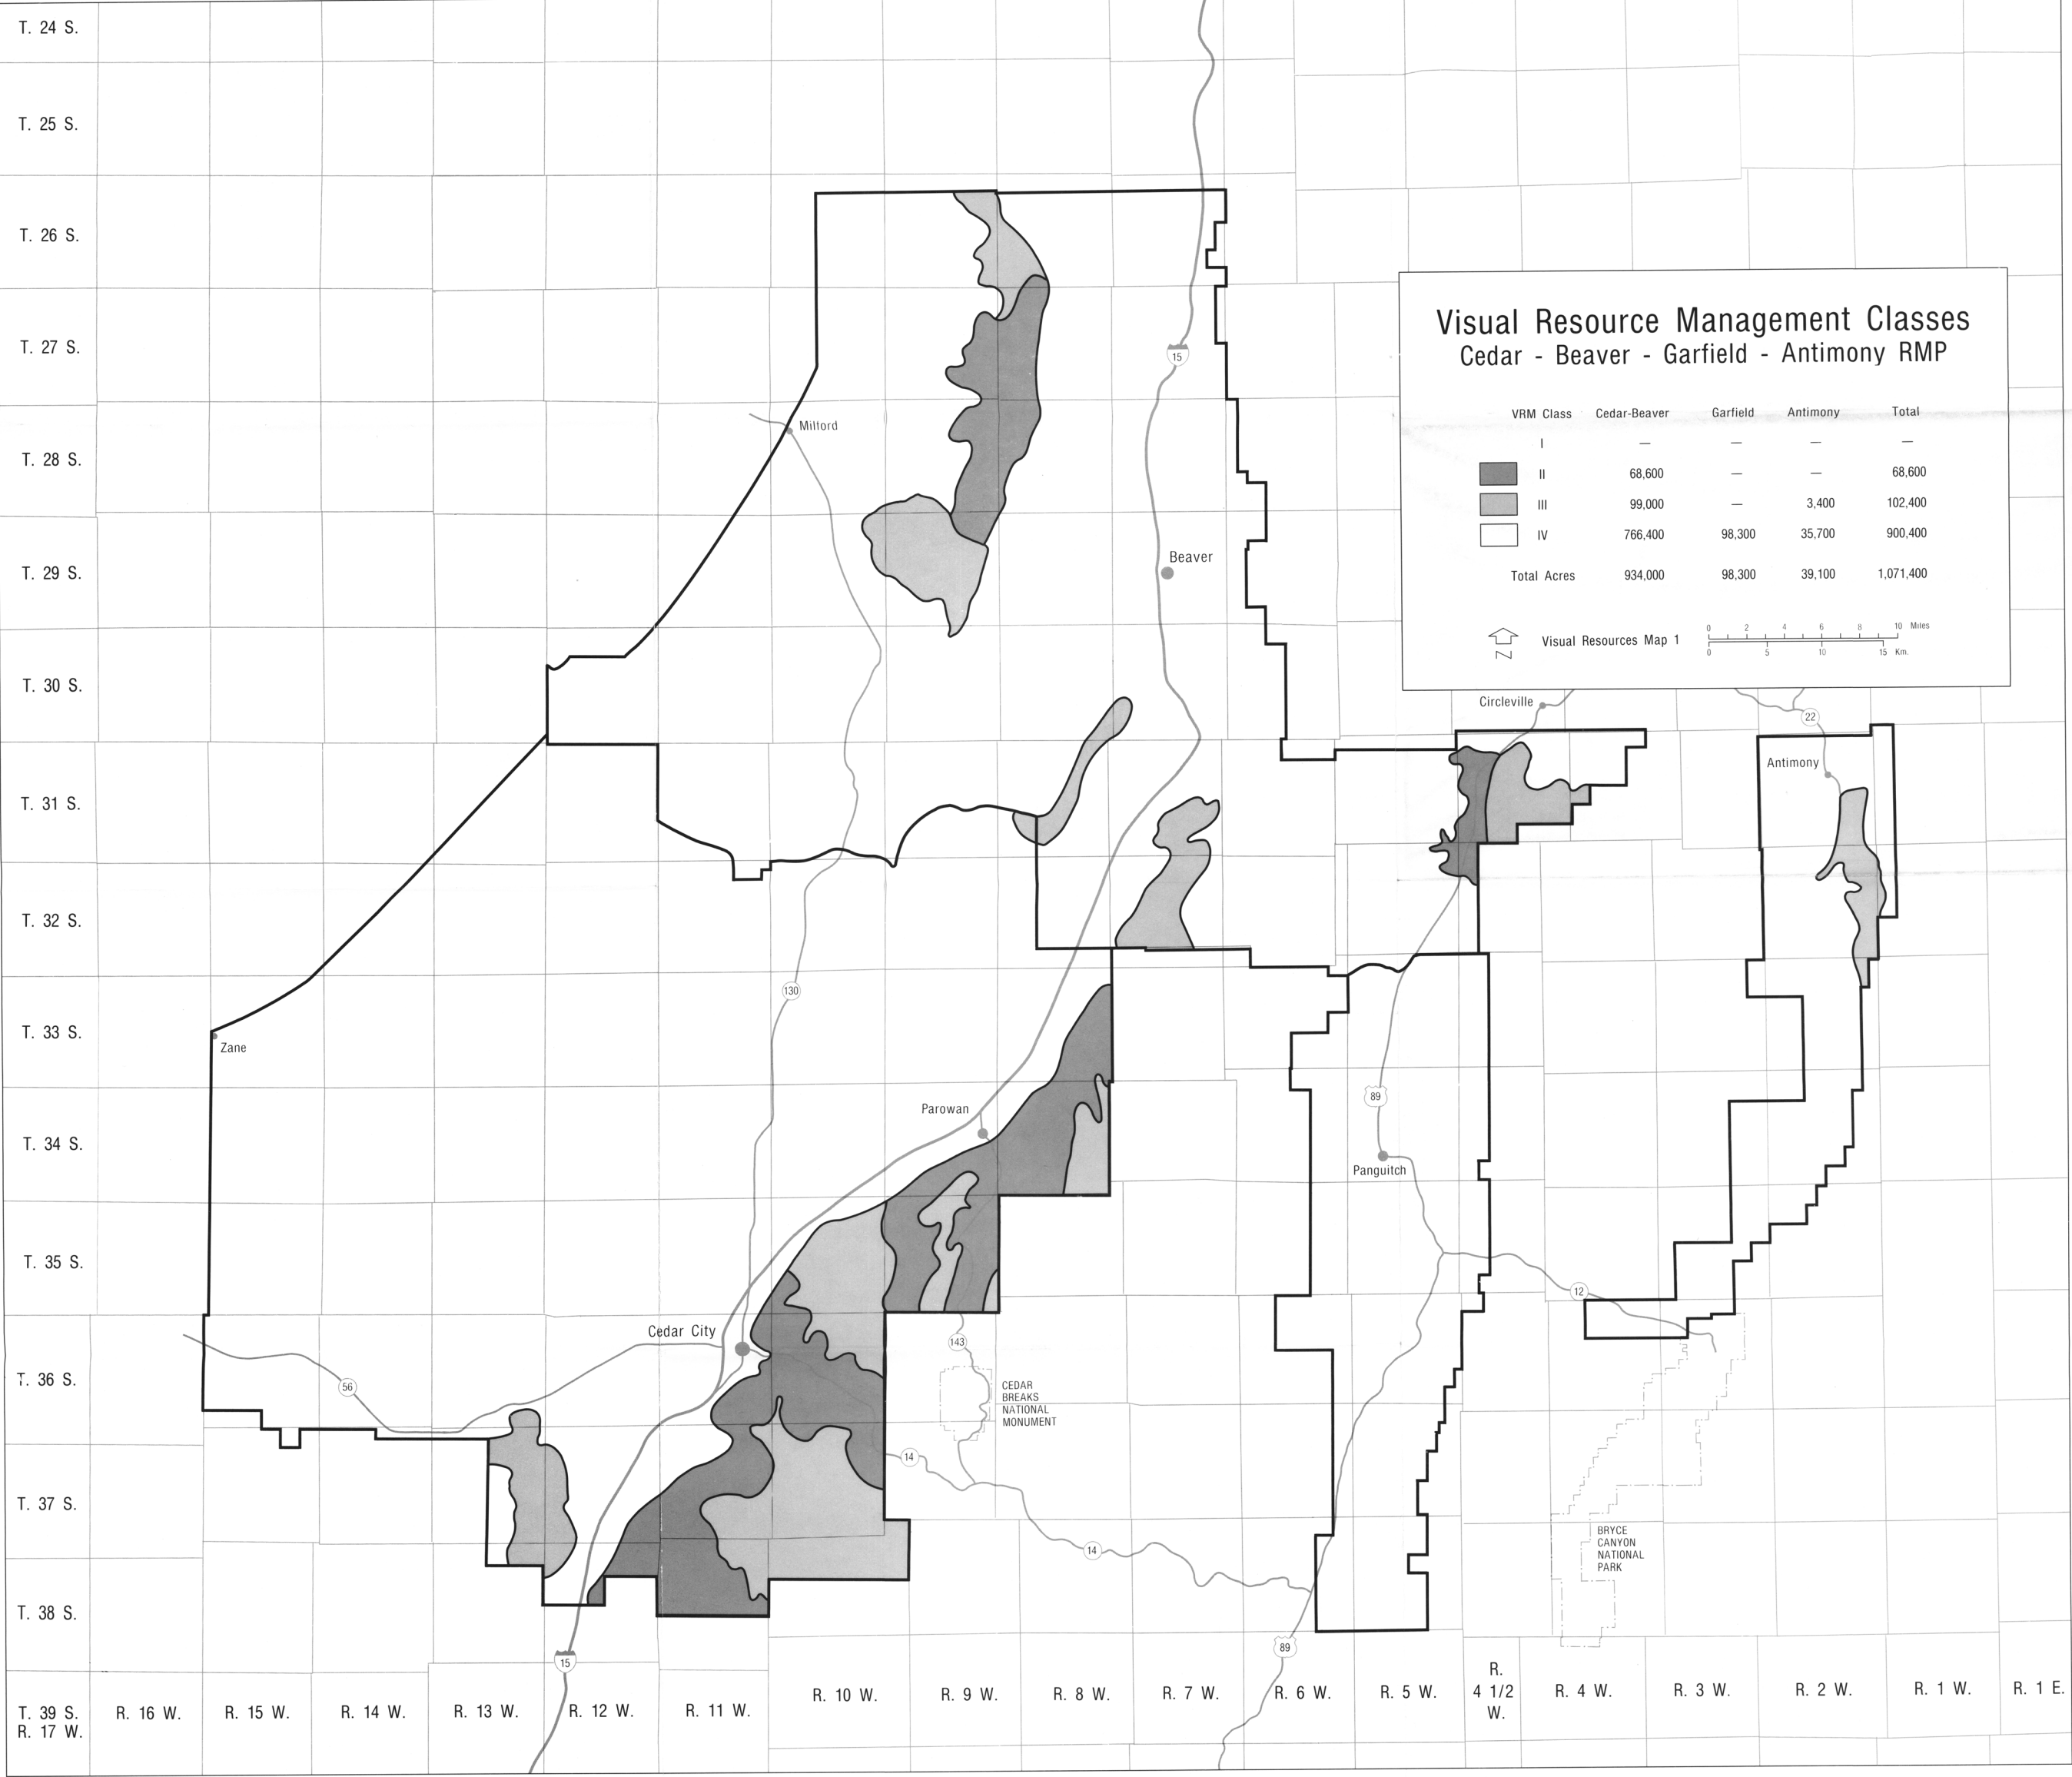 T. 24 S.
T. 25 S.
T. 26 S.
T. 27 S.
T. 28 S.
T. 29 S.
T. 30 S.
T. 31 S.
T. 32 S.
T. 33 S.
T. 34 S.
T. 35 S.
T. 36 S.
T. 37 S.
T. 38 S.
T. 39 S.
R. 17 W.
R. 16 W.
R. 15 W.
R. 14 W.
R. 13 W.
R. 12 W.
R. 11 W.
R. 10 W.
R. 9 W.
R. 8 W.
R. 7 W.
R. 6 W.
R. 5 W.
R.
4 1/2
W.
R. 4 W.
R. 3 W.
R. 2 W.
R. 1 W.
R. 1 E.
Visual Resource Management Classes
Cedar - Beaver - Garfield - Antimony RMP
VRM Class Cedar-Beaver Garfield Antimony Total
I — — — —
II 68,600 — — 68,600
III 99,000 — 3,400 102,400
IV 766,400 98,300 35,700 900,400
Total Acres 934,000 98,300 39,100 1,071,400
N
Visual Resources Map 1
0 2 4 6 8 10 Miles
0 5 10 15 Km.
15
Milford
Beaver
Circleville
22
Antimony
130
Zane
Parowan
89
Panguitch
12
Cedar City
143
56
CEDAR
BREAKS
NATIONAL
MONUMENT
14
14
BRYCE
CANYON
NATIONAL
PARK
89
15